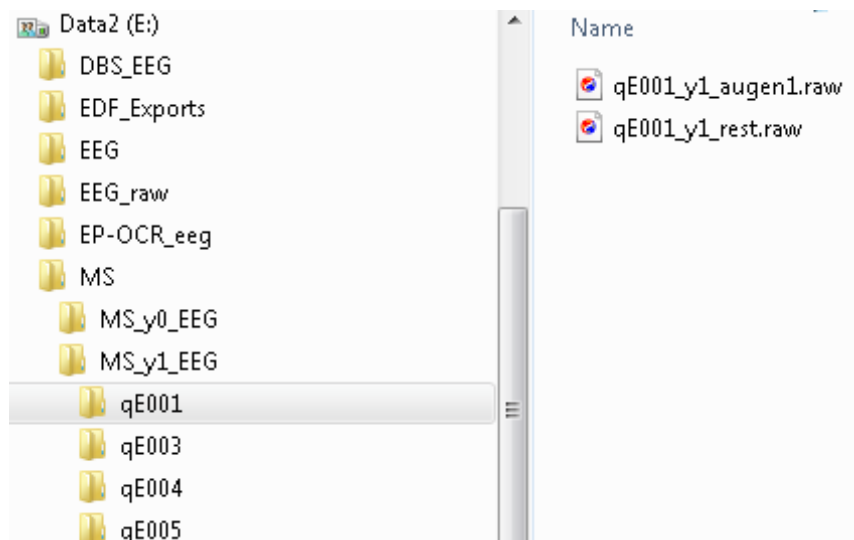 Data2 (E:)
DBS_EEG
EDF_Exports
EEG
EEG_raw
EP-OCR_eeg
MS
MS_y0_EEG
MS_y1_EEG
qE001
qE003
qE004
qE005
Name
qE001_y1_augen1.raw
qE001_y1_rest.raw